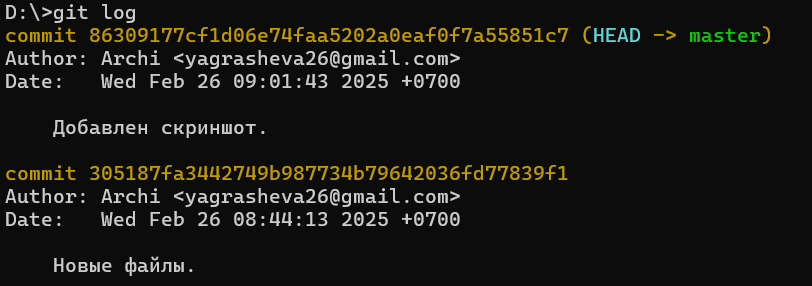 D:\>git log
commit 86309177cf1d06e74faa5202a0eaf0f7a55851c7 (HEAD -> master)
Author: Archi <yagrasheva26@gmail.com>
Date:   Wed Feb 26 09:01:43 2025 +0700
Добавлен скриншот.
commit 305187fa3442749b987734b79642036fd77839f1
Author: Archi <yagrasheva26@gmail.com>
Date:   Wed Feb 26 08:44:13 2025 +0700
Новые файлы.